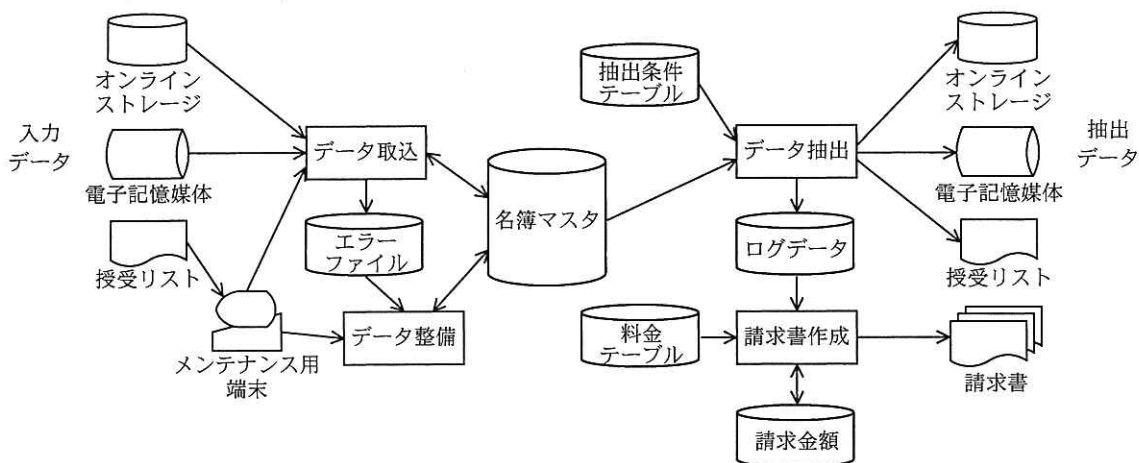 オンライン
ストレージ
入力
データ
電子記憶媒体
授受リスト
メンテナンス用
端末
データ取込
エラー
ファイル
データ整備
名簿マスタ
抽出条件
テーブル
データ抽出
ログデータ
料金
テーブル
請求書作成
請求金額
オンライン
ストレージ
抽出
データ
電子記憶媒体
授受リスト
請求書